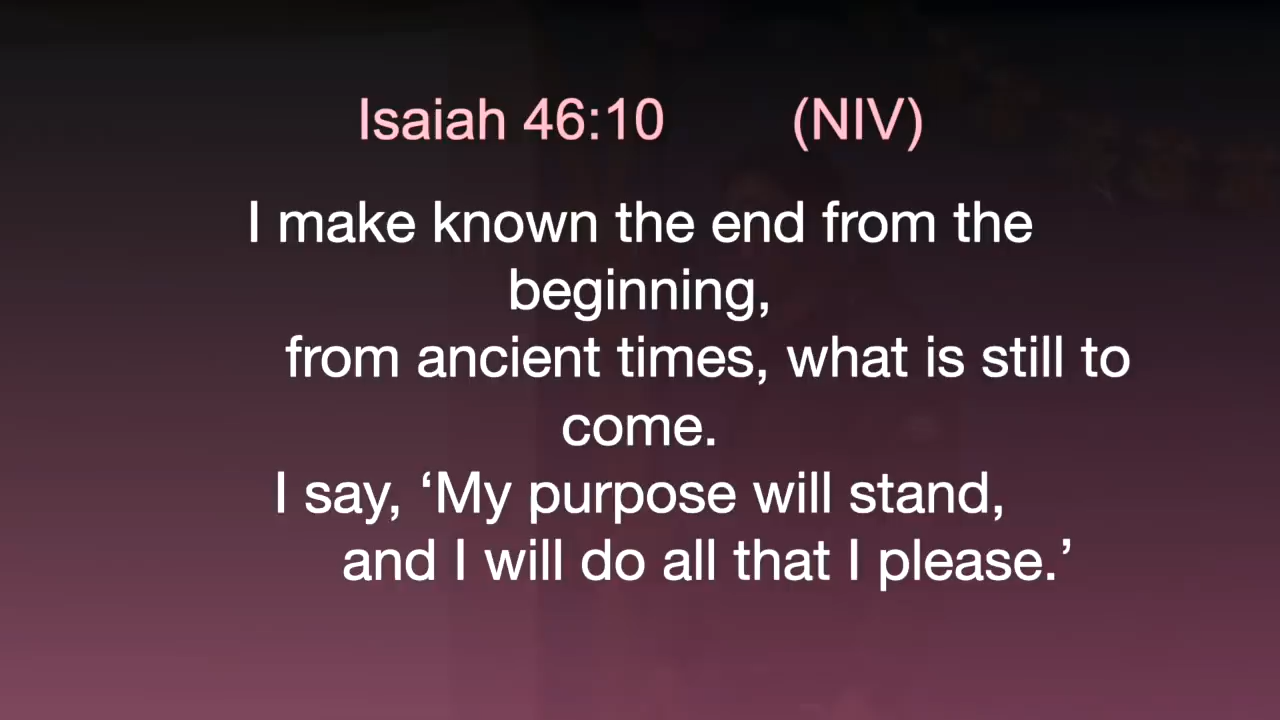 Isaiah 46:10 (NIV)
I make known the end from the
beginning,
from ancient times, what is still to
come.
I say, ‘My purpose will stand,
and I will do all that I please.’